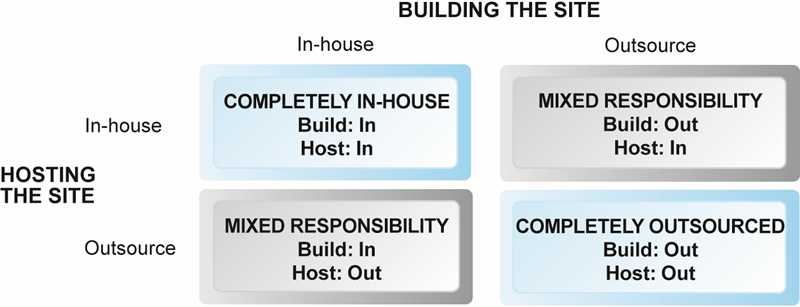 BUILDING THE SITE
In-house
Outsource
In-house
COMPLETELY IN-HOUSE
Build: In
Host: In
MIXED RESPONSIBILITY
Build: Out
Host: In
HOSTING
THE SITE
Outsource
MIXED RESPONSIBILITY
Build: In
Host: Out
COMPLETELY OUTSOURCED
Build: Out
Host: Out